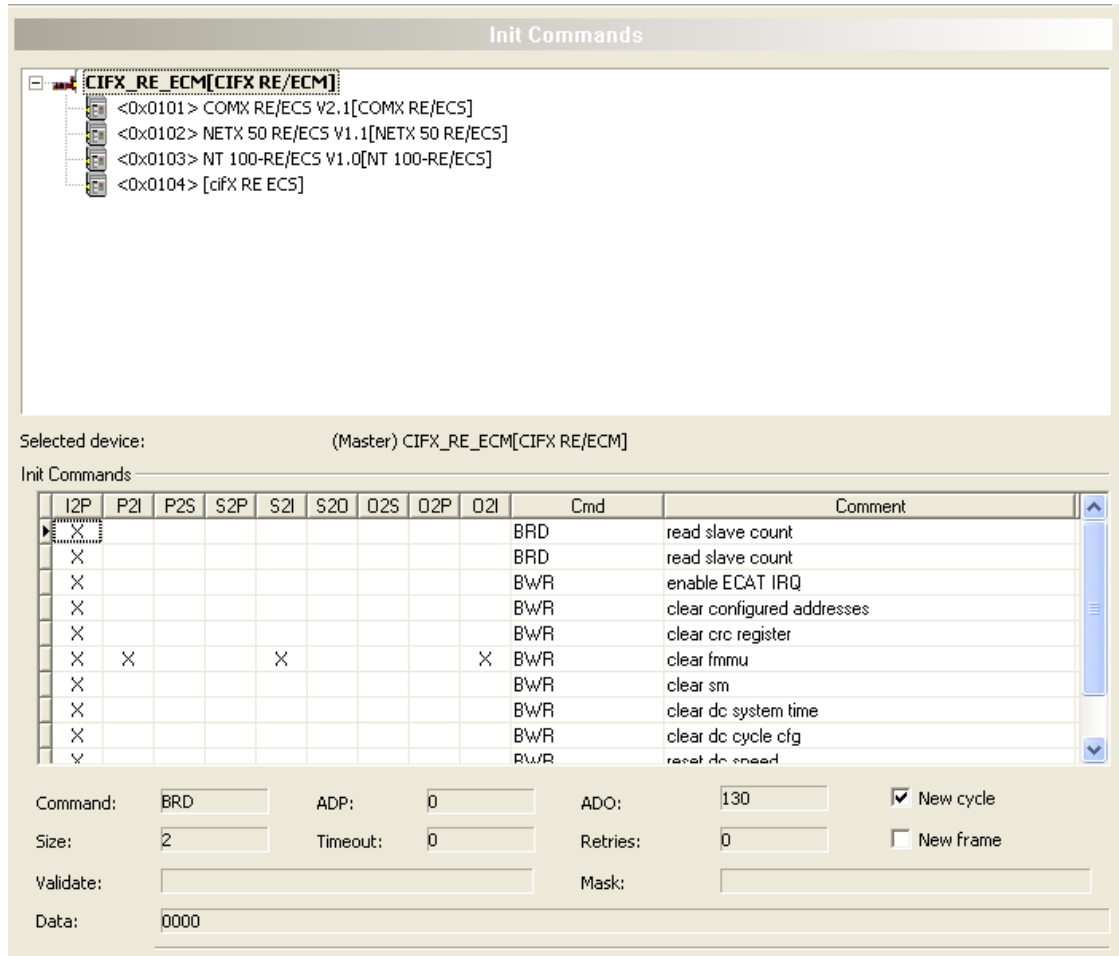 Init Commands
CIFX_RE_ECM[CIFX RE/ECM]
<0x0101> COMX RE/ECS V2.1[COMX RE/ECS]
<0x0102> NETX 50 RE/ECS V1.1[NETX 50 RE/ECS]
<0x0103> NT 100-RE/ECS V1.0[NT 100-RE/ECS]
<0x0104> [cifX RE ECS]
Selected device: (Master) CIFX_RE_ECM[CIFX RE/ECM]
Init Commands
I2P P2I P2S S2P S2I S2O O2S O2P O2I Cmd Comment
X BRD read slave count
X BRD read slave count
X BWR enable ECAT IRQ
X BWR clear configured addresses
X BWR clear crc register
X X X X BWR clear fmmu
X BWR clear sm
X BWR clear dc system time
X BWR clear dc cycle cfg
X BWR reset dc speed
Command: BRD ADP: 0 ADO: 130 New cycle
Size: 2 Timeout: 0 Retries: 0 New frame
Validate: Mask:
Data: 0000